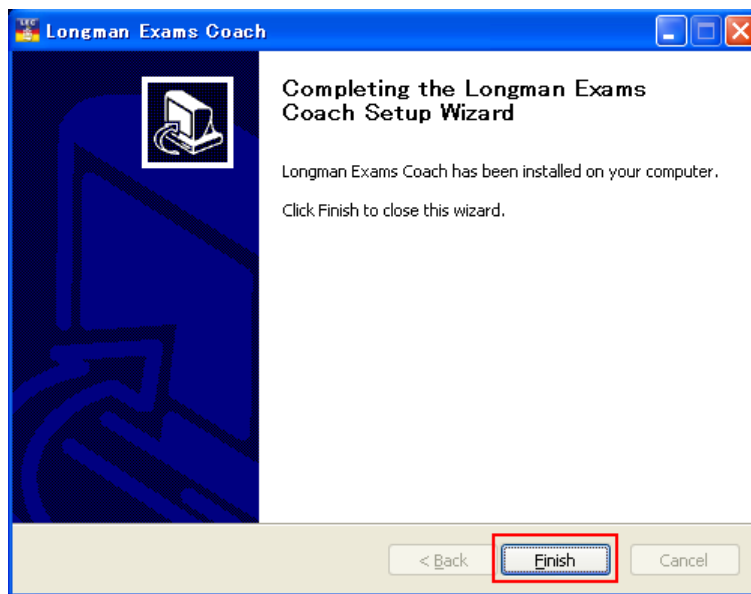 LEC
Longman Exams Coach
Completing the Longman Exams
Coach Setup Wizard
Longman Exams Coach has been installed on your computer.
Click Finish to close this wizard.
< Back
Finish
Cancel